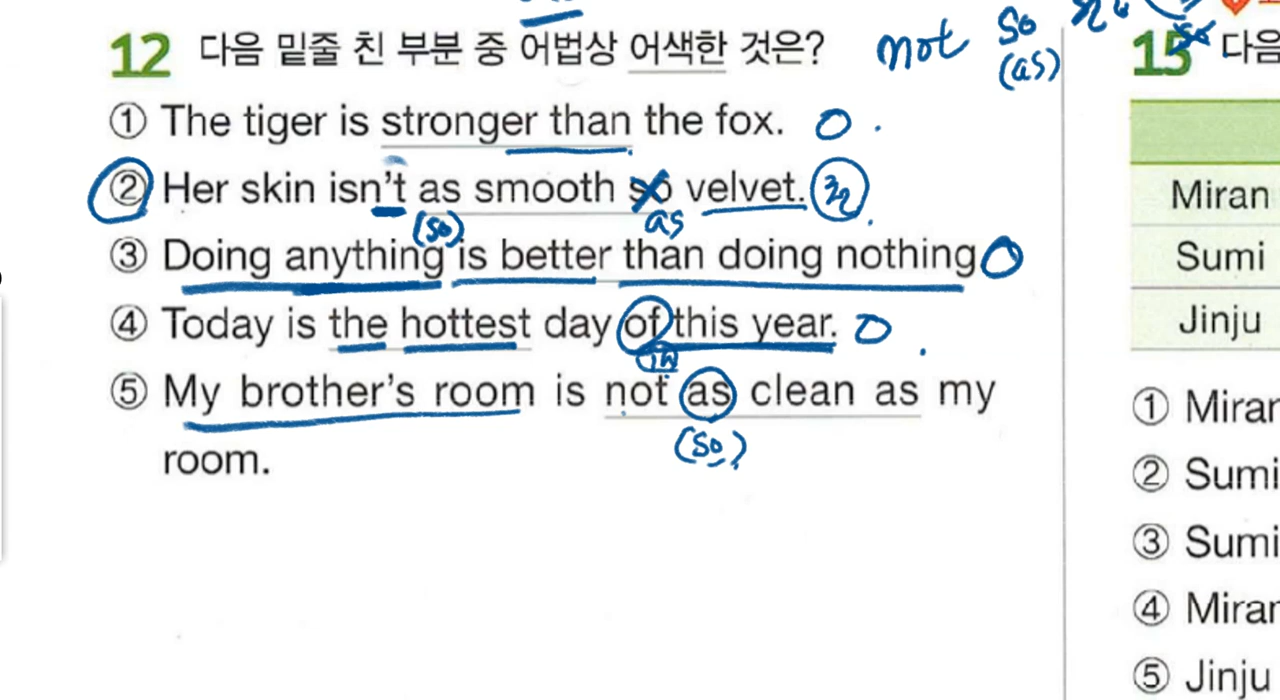 12 다음 밑줄 친 부분 중 어법상 어색한 것은?
not so
(as)
① The tiger is stronger than the fox. O
② Her skin isn't as smooth so velvet.
(so) as
③ Doing anything is better than doing nothing O
④ Today is the hottest day of this year. O
in
⑤ My brother's room is not as clean as my
(so)
room.
15 다음
Miran
Sumi
Jinju
① Miran
② Sumi
③ Sumi
④ Miran
⑤ Jinju